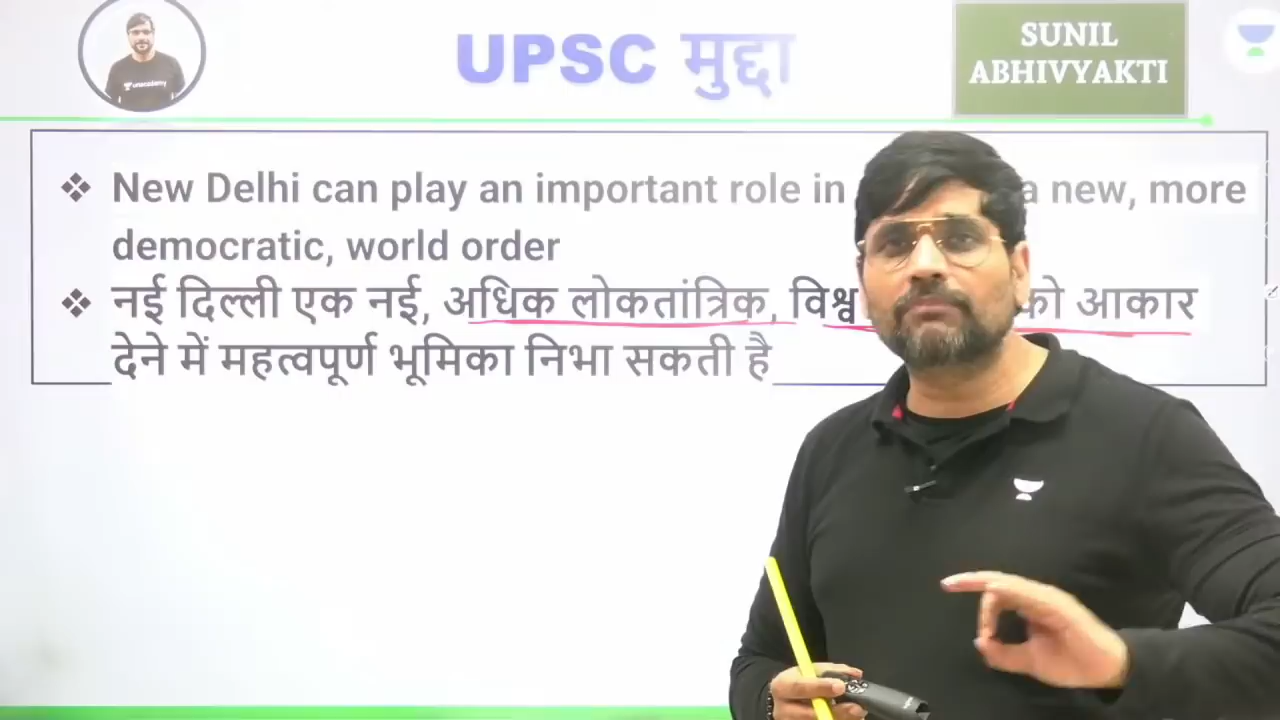 UPSC मुद्दा
SUNIL
ABHIVYAKTI
unacademy
New Delhi can play an important role in a new, more
democratic, world order
नई दिल्ली एक नई, अधिक लोकतांत्रिक, विश्व को आकार
देने में महत्वपूर्ण भूमिका निभा सकती है